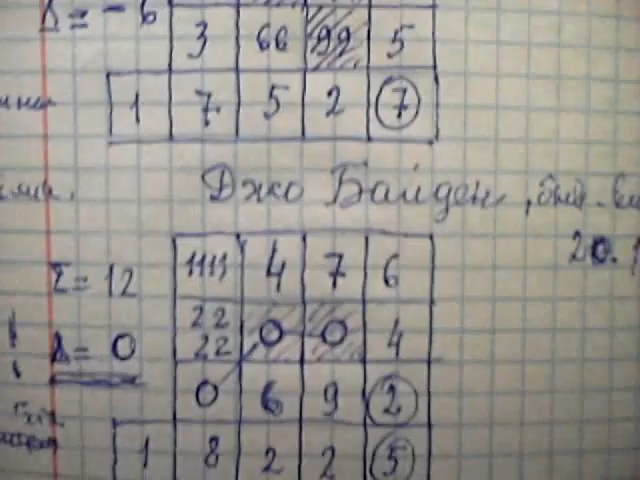 Δ = - 6
3 66 99 5
1 7 5 2 7
Джо Байден,
20.
Σ = 12 1111 4 7 6
22 22 0 0 4
Δ = 0
0 6 9 2
1 8 2 2 5